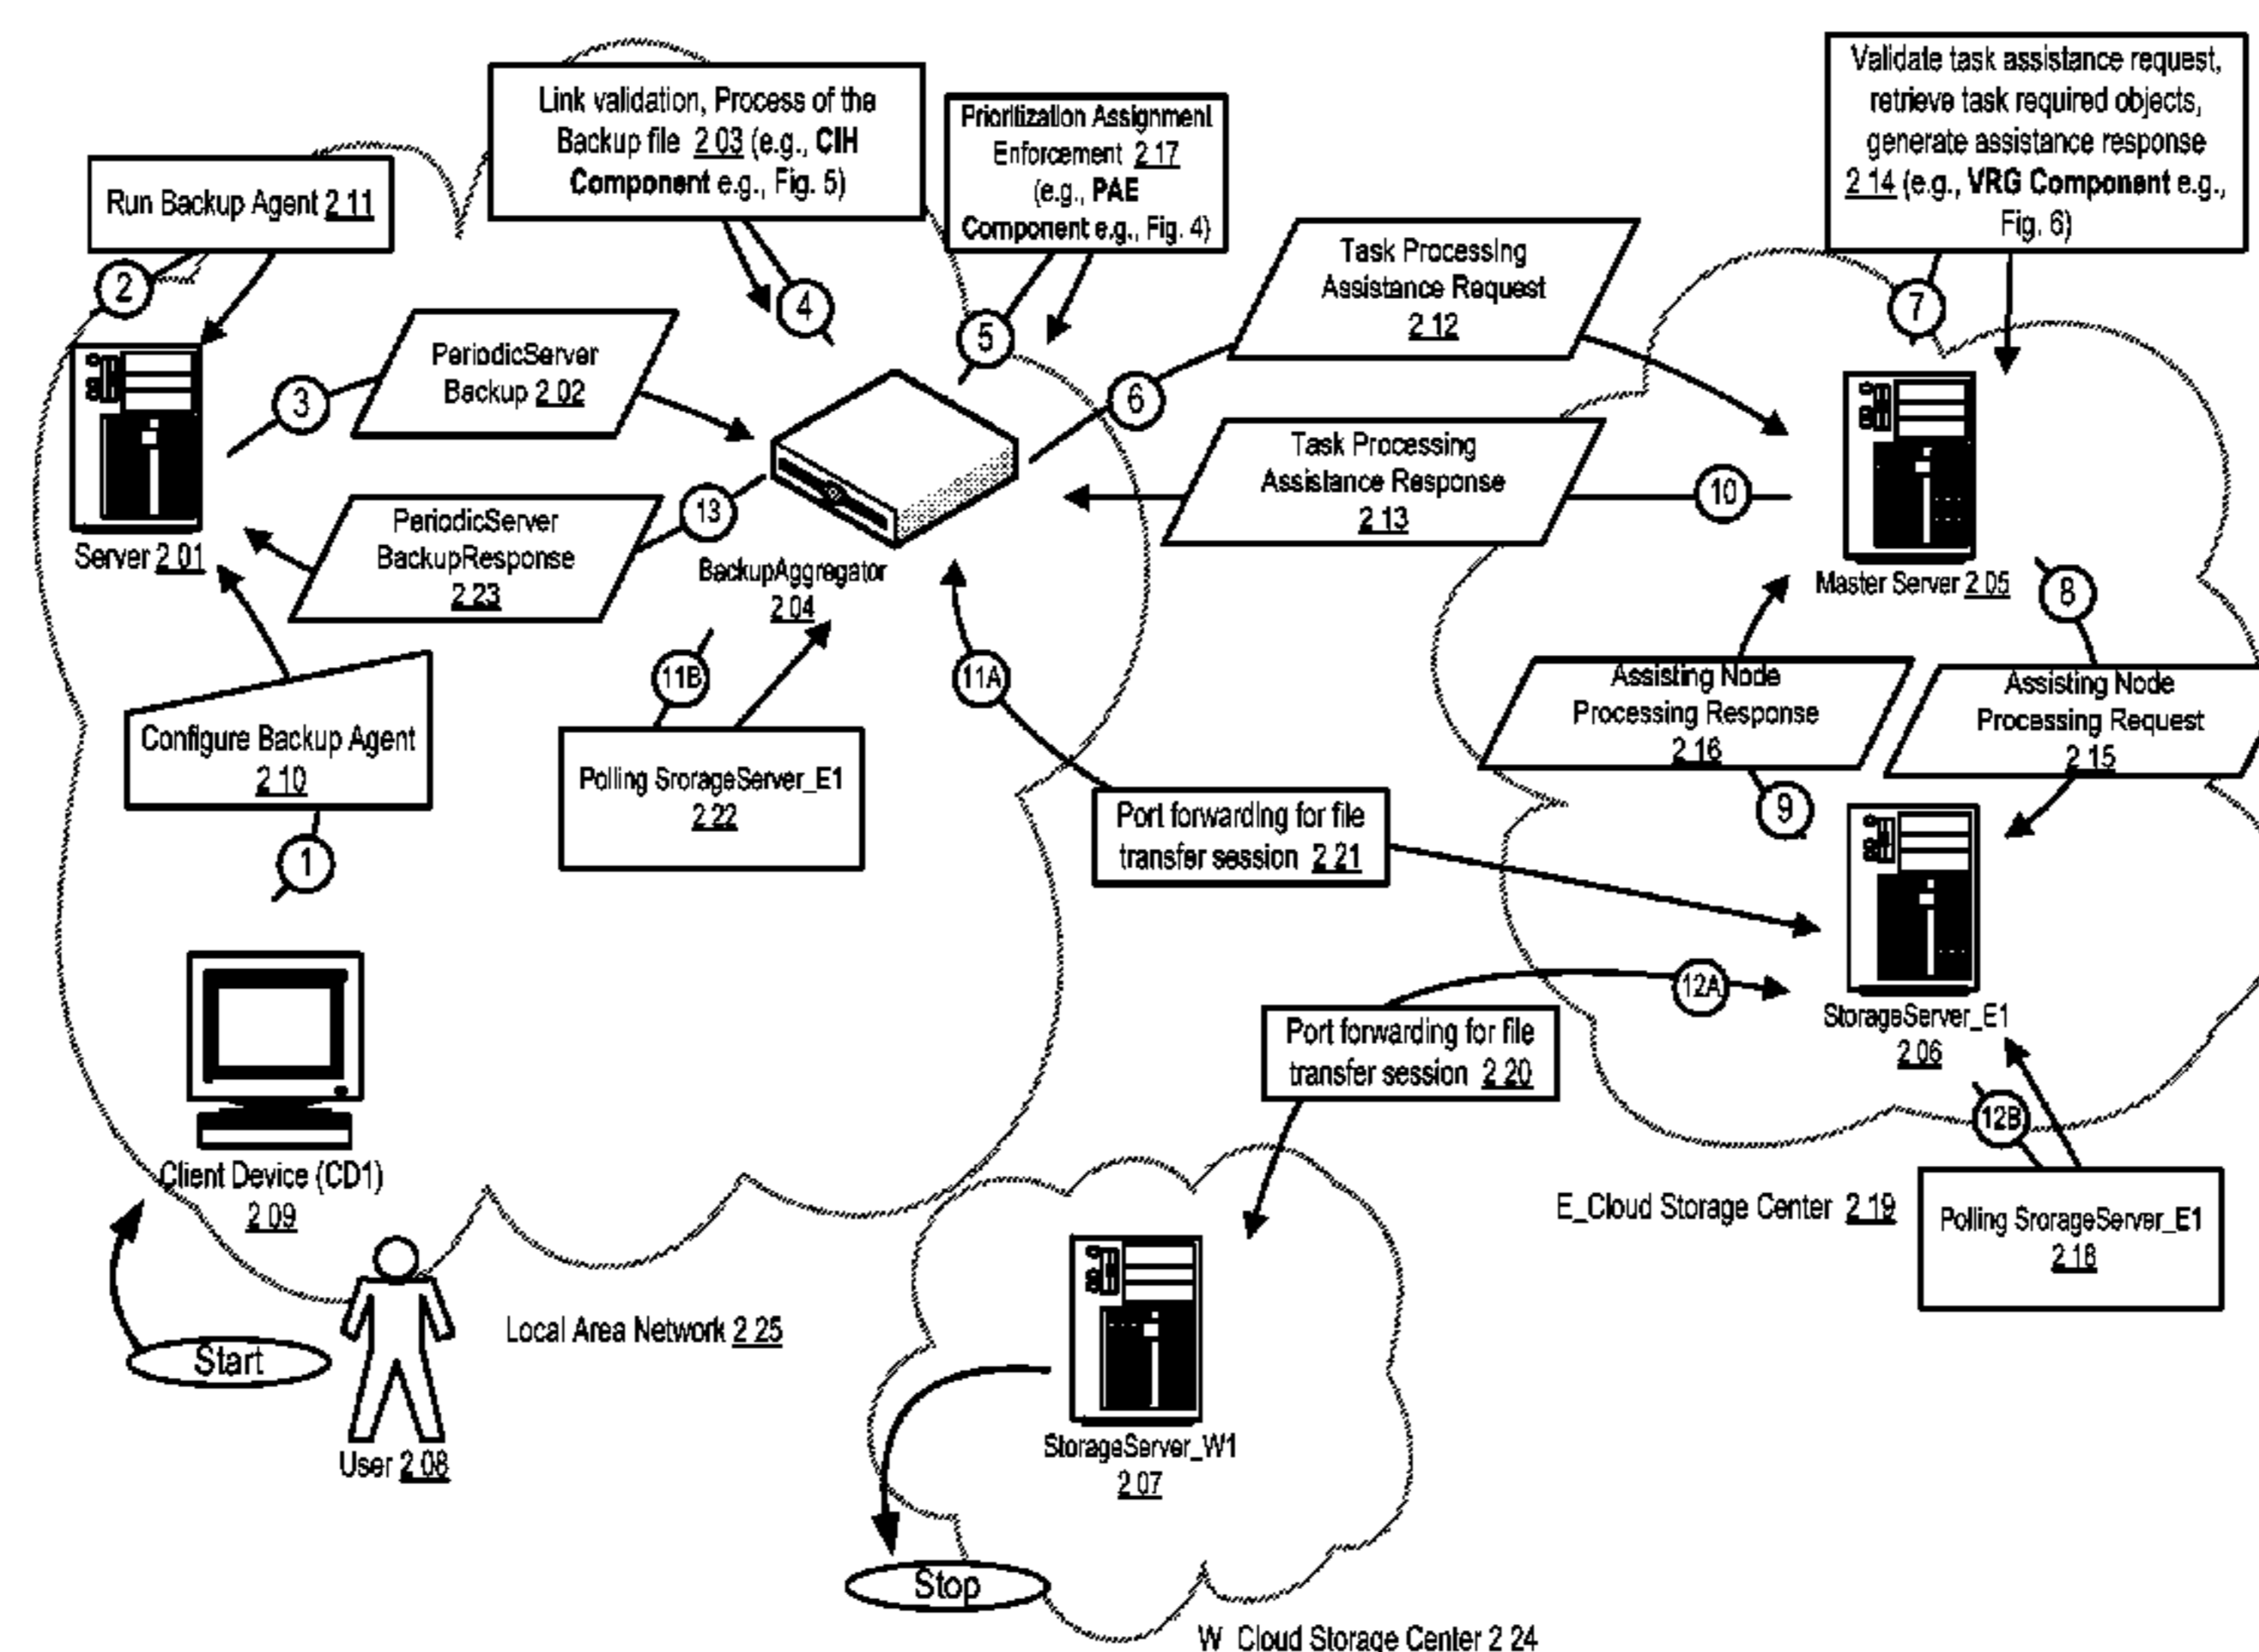 Link validation, Process of the
Backup file 2 03 (e.g., CIH
Component e.g., Fig. 5)
Prioritization Assignment
Enforcement 2 17
(e.g., PAE
Component e.g., Fig. 4)
Validate task assistance request,
retrieve task required objects,
generate assistance response
2 14 (e.g., VRG Component e.g.,
Fig. 6)
Run Backup Agent 2 11
2
4
5
7
Task Processing
Assistance Request
2 12
3
PeriodicServer
Backup 2 02
6
Task Processing
Assistance Response
2 13
10
13
PeriodicServer
BackupResponse
2 23
Server 2 01
BackupAggregator
2 04
Master Server 2 05
8
11B
11A
Assisting Node
Processing Response
2 16
Assisting Node
Processing Request
2 15
9
Configure Backup Agent
2 10
1
Polling SrorageServer_E1
2 22
Port forwarding for file
transfer session 2 21
12A
StorageServer_E1
2 06
Port forwarding for file
transfer session 2 20
12B
Client Device (CD1)
2 09
E_Cloud Storage Center 2 19
Polling SrorageServer_E1
2 18
Start
Local Area Network 2 25
User 2 08
StorageServer_W1
2 07
Stop
W_Cloud Storage Center 2 24